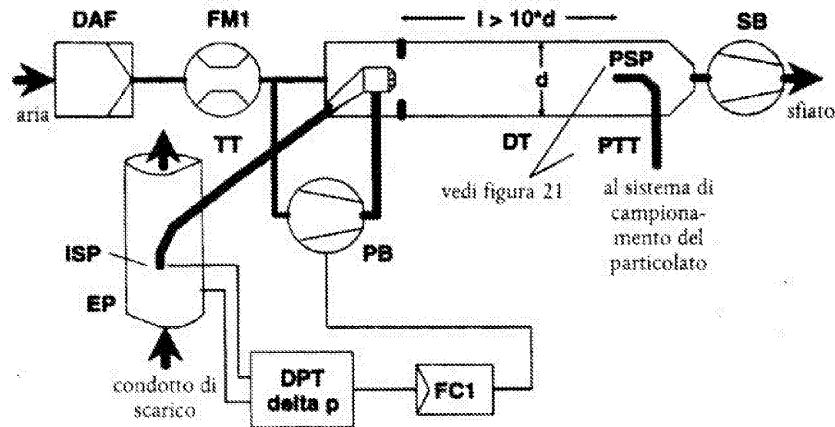 DAF
FM1
l > 10*d
SB
PSP
d
aria
sfiato
TT
DT
PTT
vedi figura 21
al sistema di
campiona-
mento del
particolato
ISP
PB
EP
DPT
delta p
FC1
condotto di
scarico